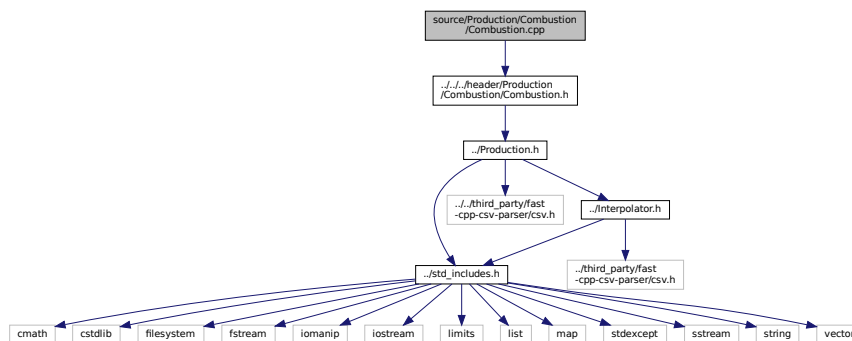 source/Production/Combustion
/Combustion.cpp
../../../header/Production
/Combustion/Combustion.h
../Production.h
../../third_party/fast
-cpp-csv-parser/csv.h
../Interpolator.h
../third_party/fast
-cpp-csv-parser/csv.h
../std_includes.h
cmath
cstdlib
filesystem
fstream
iomanip
iostream
limits
list
map
stdexcept
sstream
string
vector